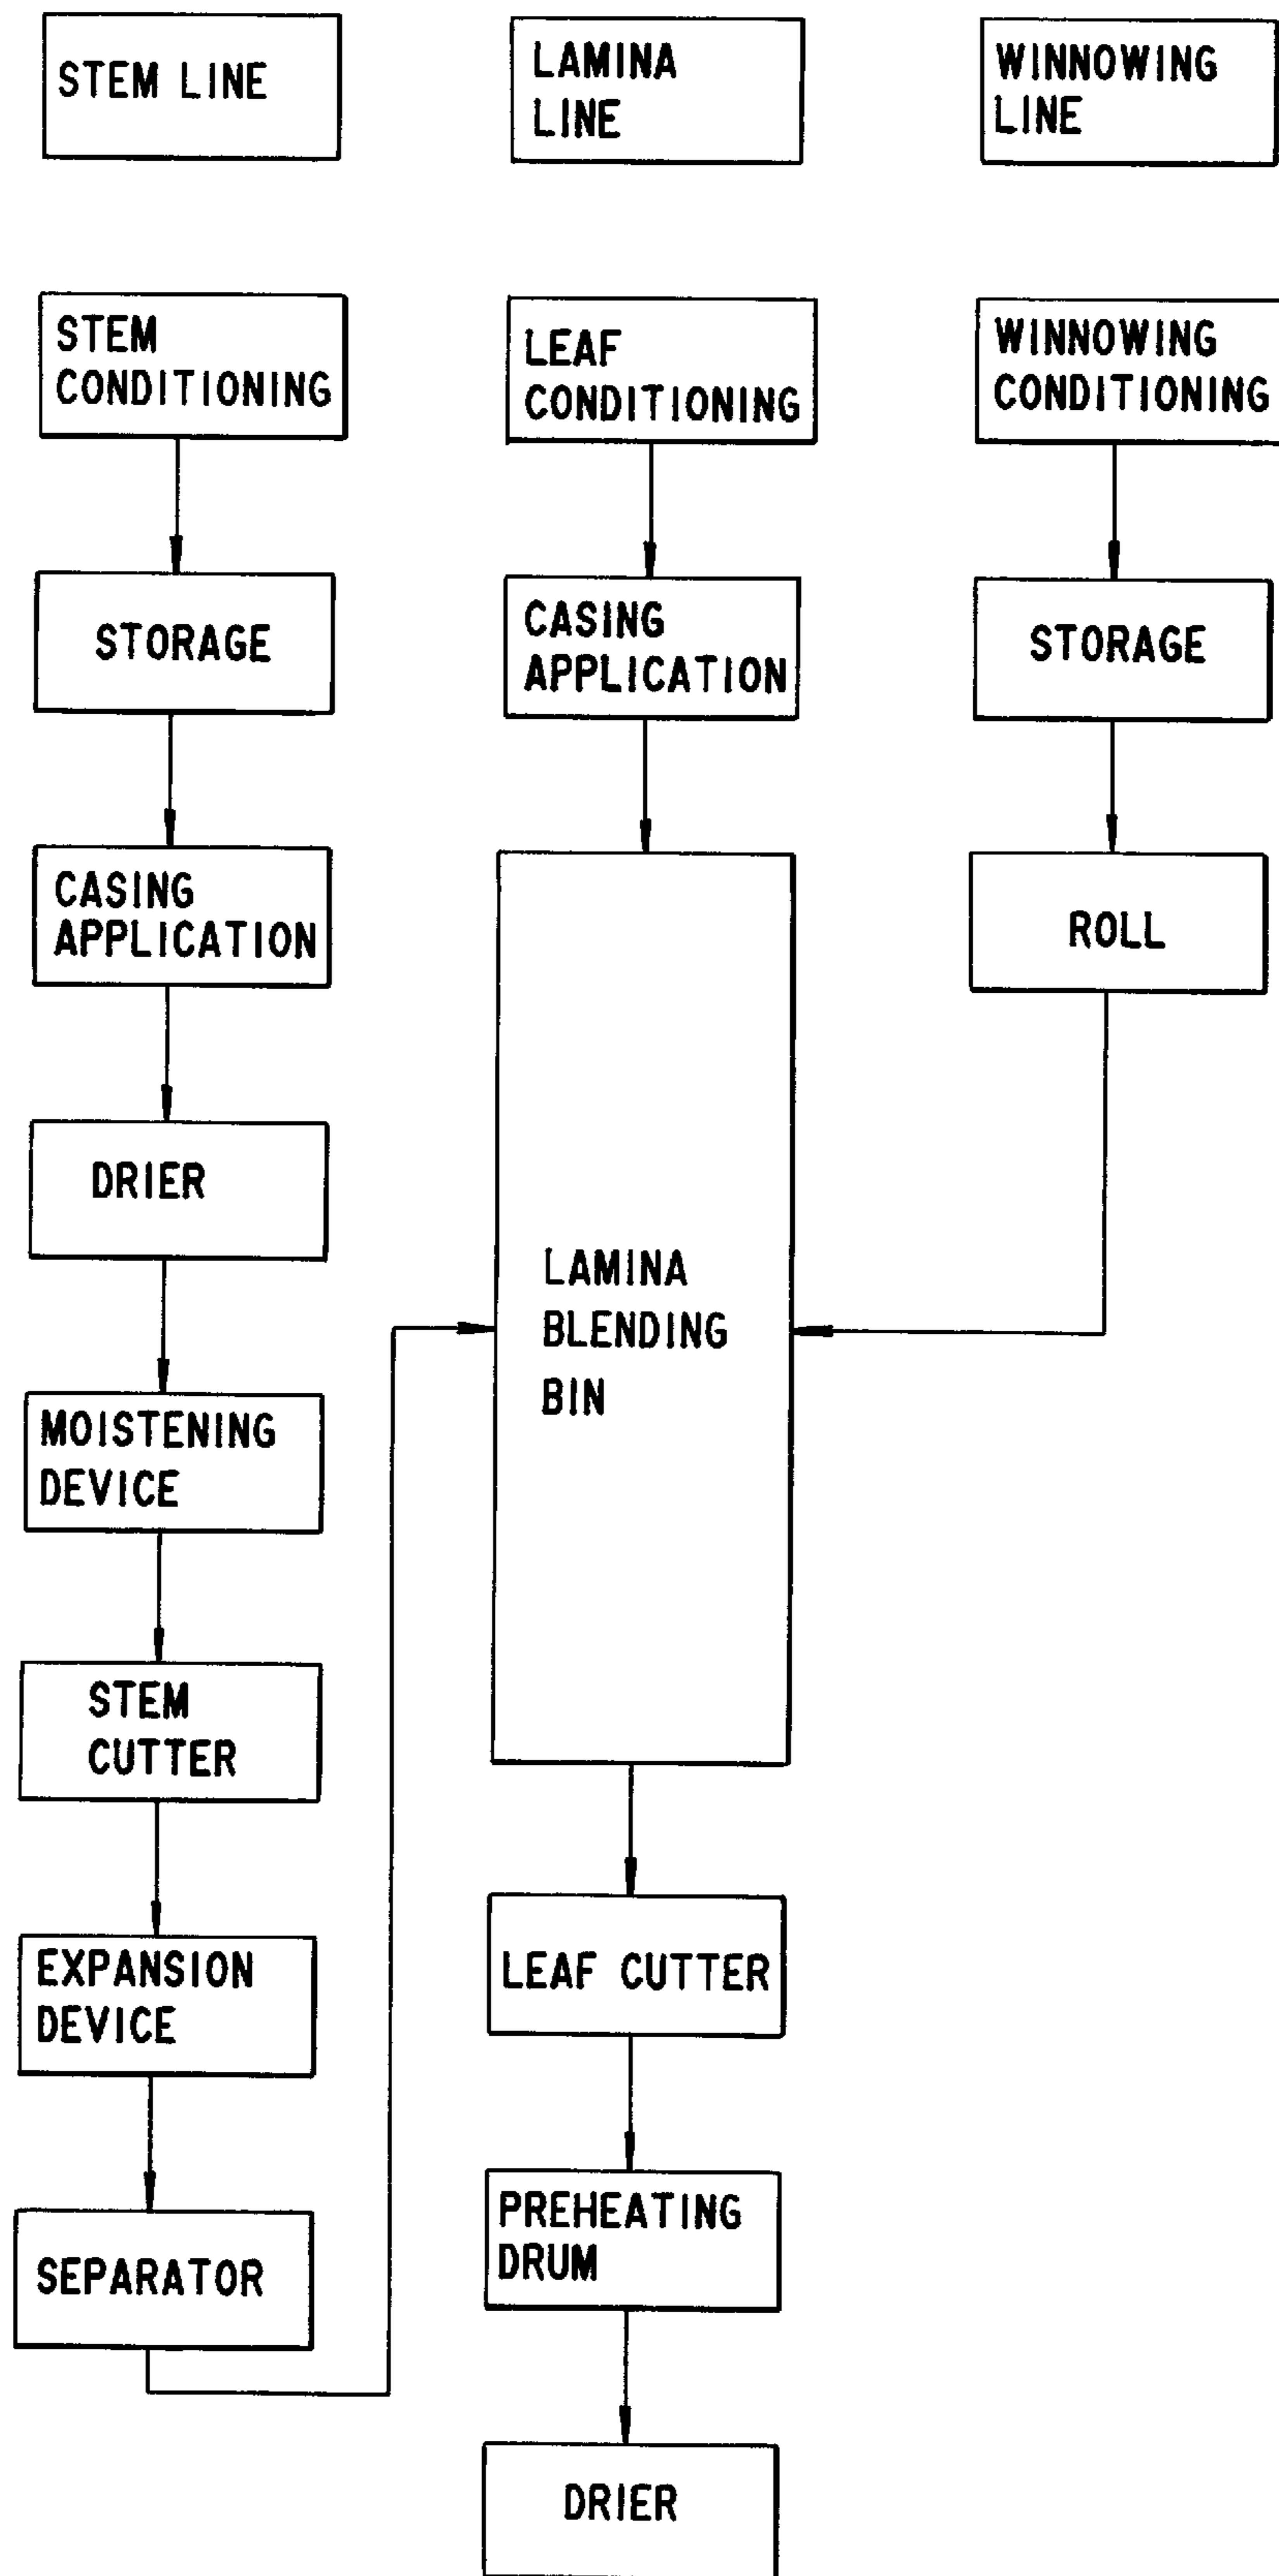 STEM LINE
LAMINA
LINE
WINNOWING
LINE
STEM
CONDITIONING
LEAF
CONDITIONING
WINNOWING
CONDITIONING
STORAGE
CASING
APPLICATION
STORAGE
CASING
APPLICATION
ROLL
DRIER
LAMINA
BLENDING
BIN
MOISTENING
DEVICE
STEM
CUTTER
EXPANSION
DEVICE
LEAF CUTTER
SEPARATOR
PREHEATING
DRUM
DRIER